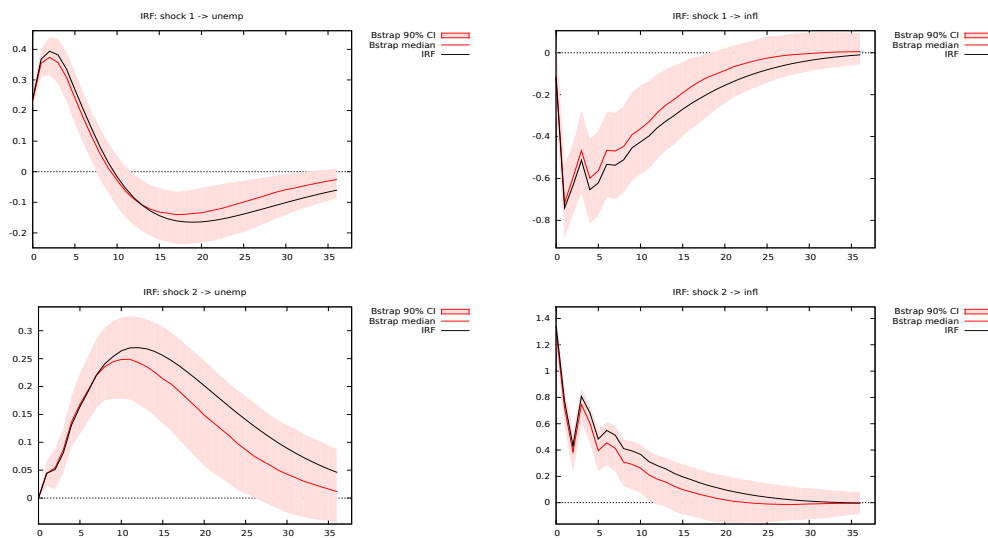 IRF: shock 1 -> unemp
Bstrap 90% CI
Bstrap median
IRF
0.4
0.3
0.2
0.1
0
-0.1
-0.2
0 5 10 15 20 25 30 35
IRF: shock 1 -> infl
Bstrap 90% CI
Bstrap median
IRF
0
-0.2
-0.4
-0.6
-0.8
0 5 10 15 20 25 30 35
IRF: shock 2 -> unemp
Bstrap 90% CI
Bstrap median
IRF
0.3
0.25
0.2
0.15
0.1
0.05
0
0 5 10 15 20 25 30 35
IRF: shock 2 -> infl
Bstrap 90% CI
Bstrap median
IRF
1.4
1.2
1
0.8
0.6
0.4
0.2
0
0 5 10 15 20 25 30 35